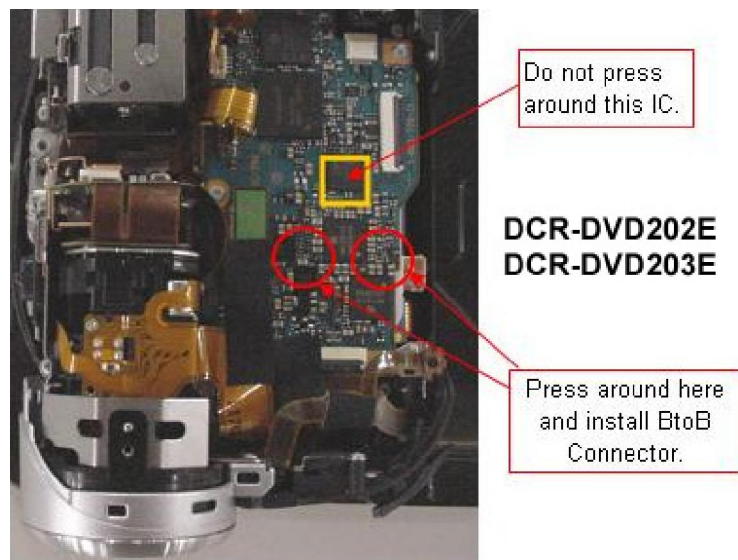 Do not press
around this IC.
DCR-DVD202E
DCR-DVD203E
Press around here
and install BtoB
Connector.